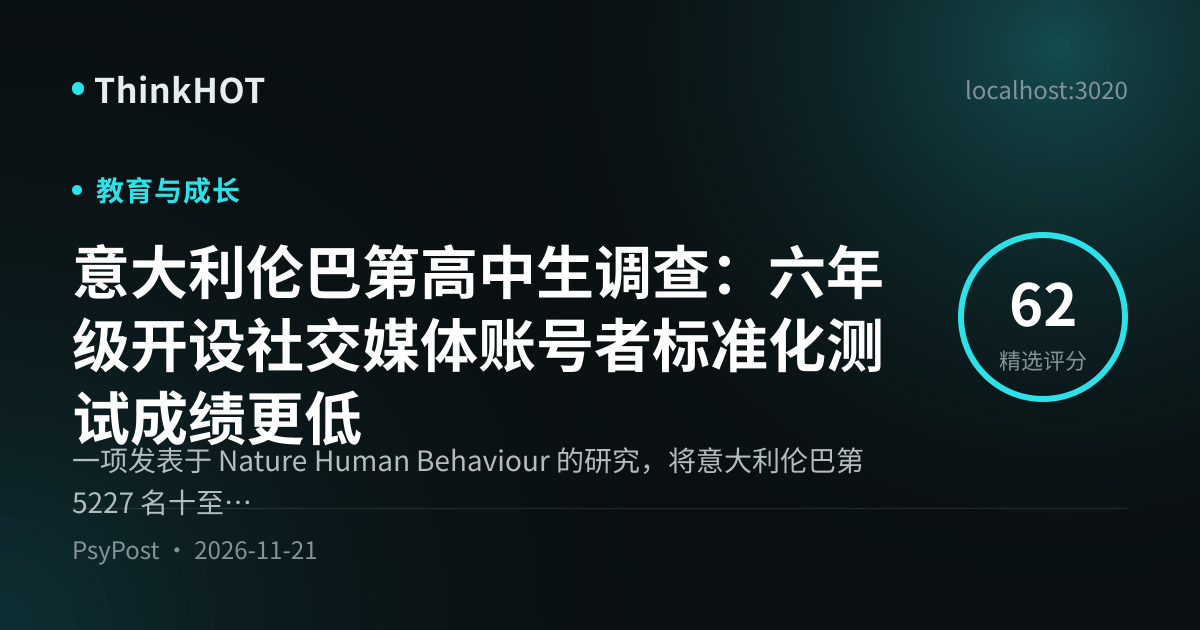 ThinkHOT
localhost:3020
教育与成长
意大利伦巴第高中生调查：六年
级开设社交媒体账号者标准化测
试成绩更低
62
精选评分
一项发表于 Nature Human Behaviour 的研究，将意大利伦巴第
5227 名十至…
PsyPost · 2026-11-21